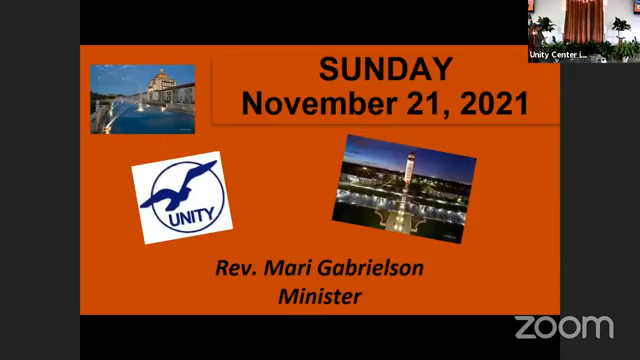 SUNDAY
November 21, 2021
Unity Center i...
UNITY
Rev. Mari Gabrielson
Minister
zoom